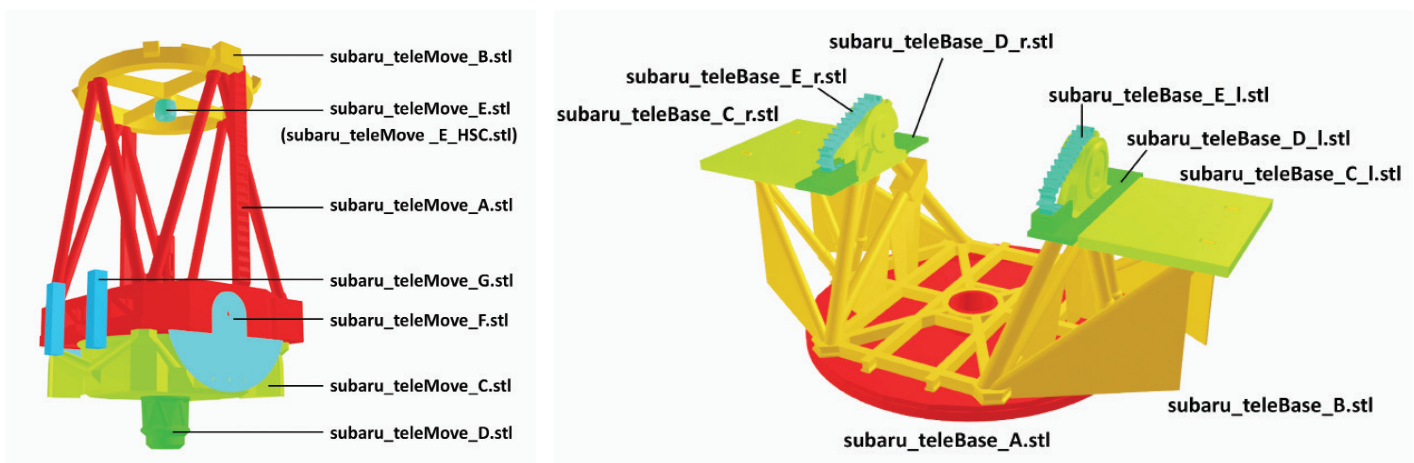 subaru_teleMove_B.stl
subaru_teleMove_E.stl
(subaru_teleMove _E_HSC.stl)
subaru_teleMove_A.stl
subaru_teleMove_G.stl
subaru_teleMove_F.stl
subaru_teleMove_C.stl
subaru_teleMove_D.stl
subaru_teleBase_D_r.stl
subaru_teleBase_E_r.stl
subaru_teleBase_C_r.stl
subaru_teleBase_E_l.stl
subaru_teleBase_D_l.stl
subaru_teleBase_C_l.stl
subaru_teleBase_B.stl
subaru_teleBase_A.stl